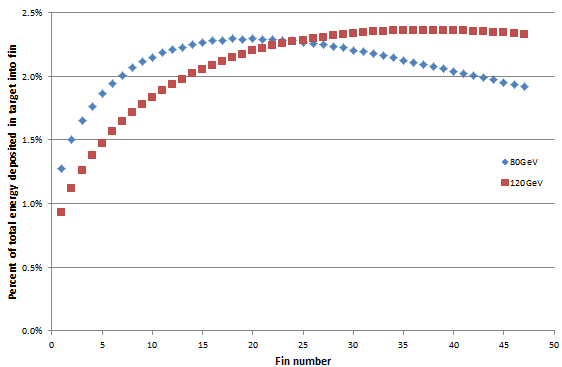 2.5%
2.0%
1.5%
1.0%
0.5%
0.0%
Percent of total energy deposited in target into fin
0 5 10 15 20 25 30 35 40 45 50
Fin number
80GeV
120GeV